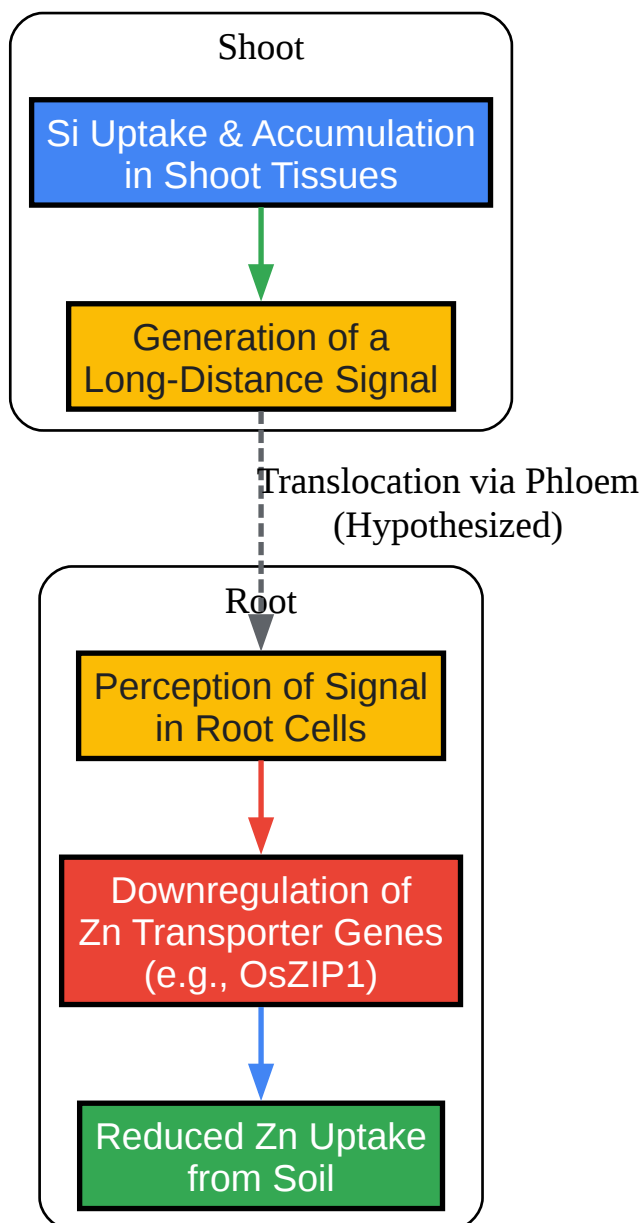 Shoot
Si Uptake & Accumulation
in Shoot Tissues
Generation of a
Long-Distance Signal
Translocation via Phloem
(Hypothesized)
Root
Perception of Signal
in Root Cells
Downregulation of
Zn Transporter Genes
(e.g., OsZIP1)
Reduced Zn Uptake
from Soil